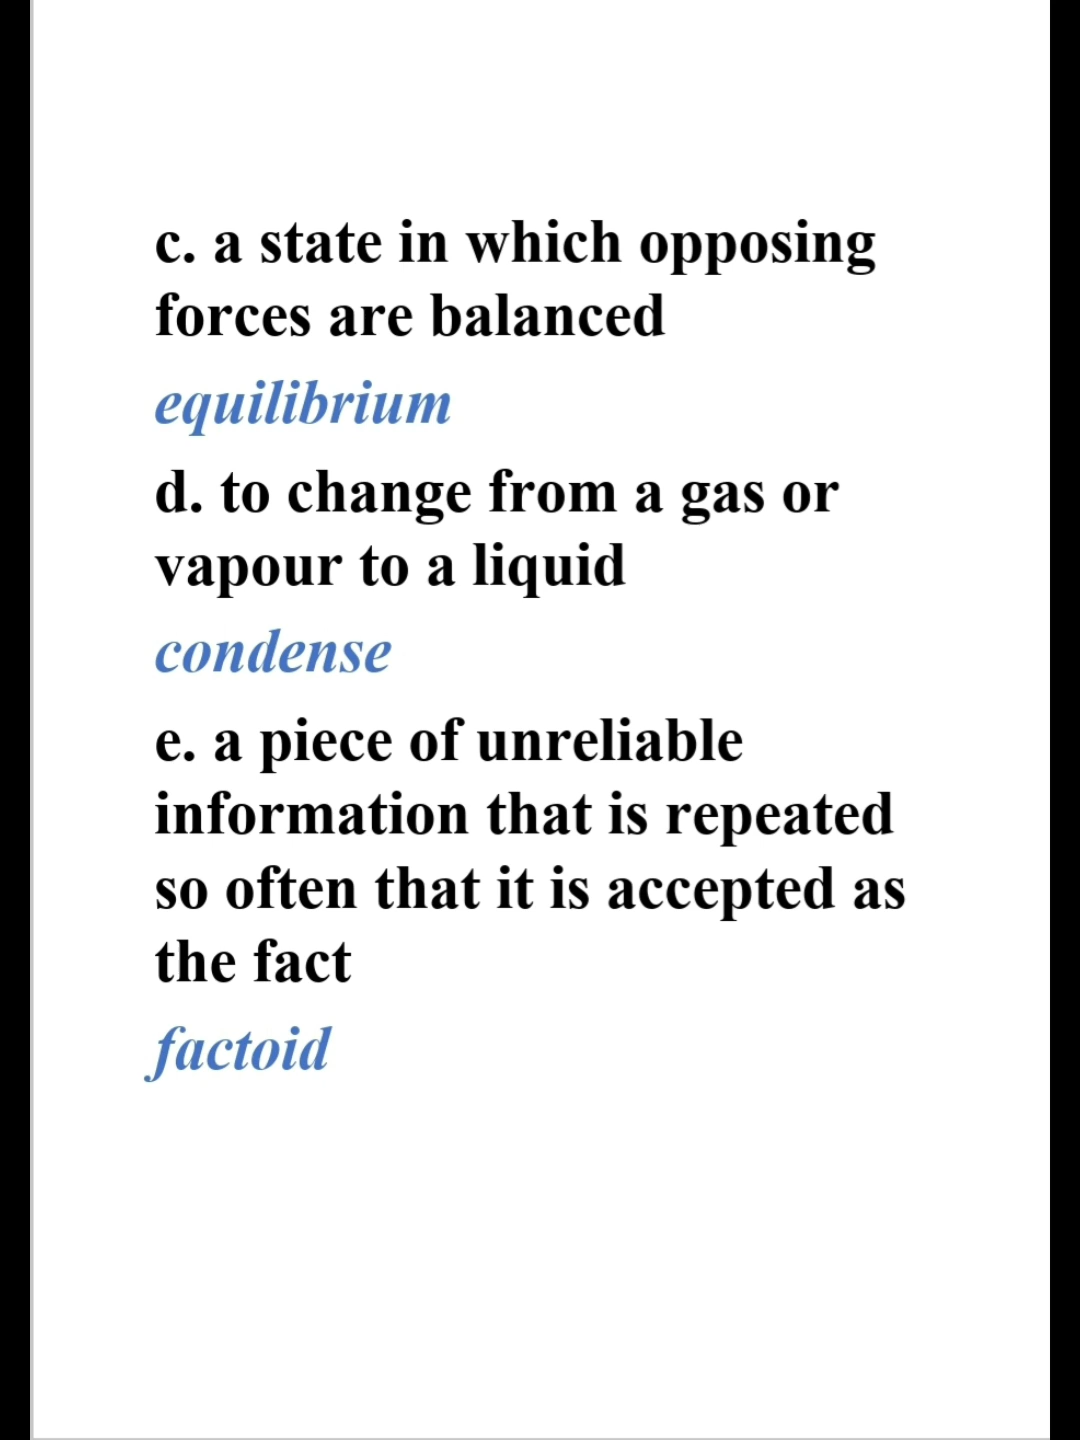 c. a state in which opposing
forces are balanced
equilibrium
d. to change from a gas or
vapour to a liquid
condense
e. a piece of unreliable
information that is repeated
so often that it is accepted as
the fact
factoid